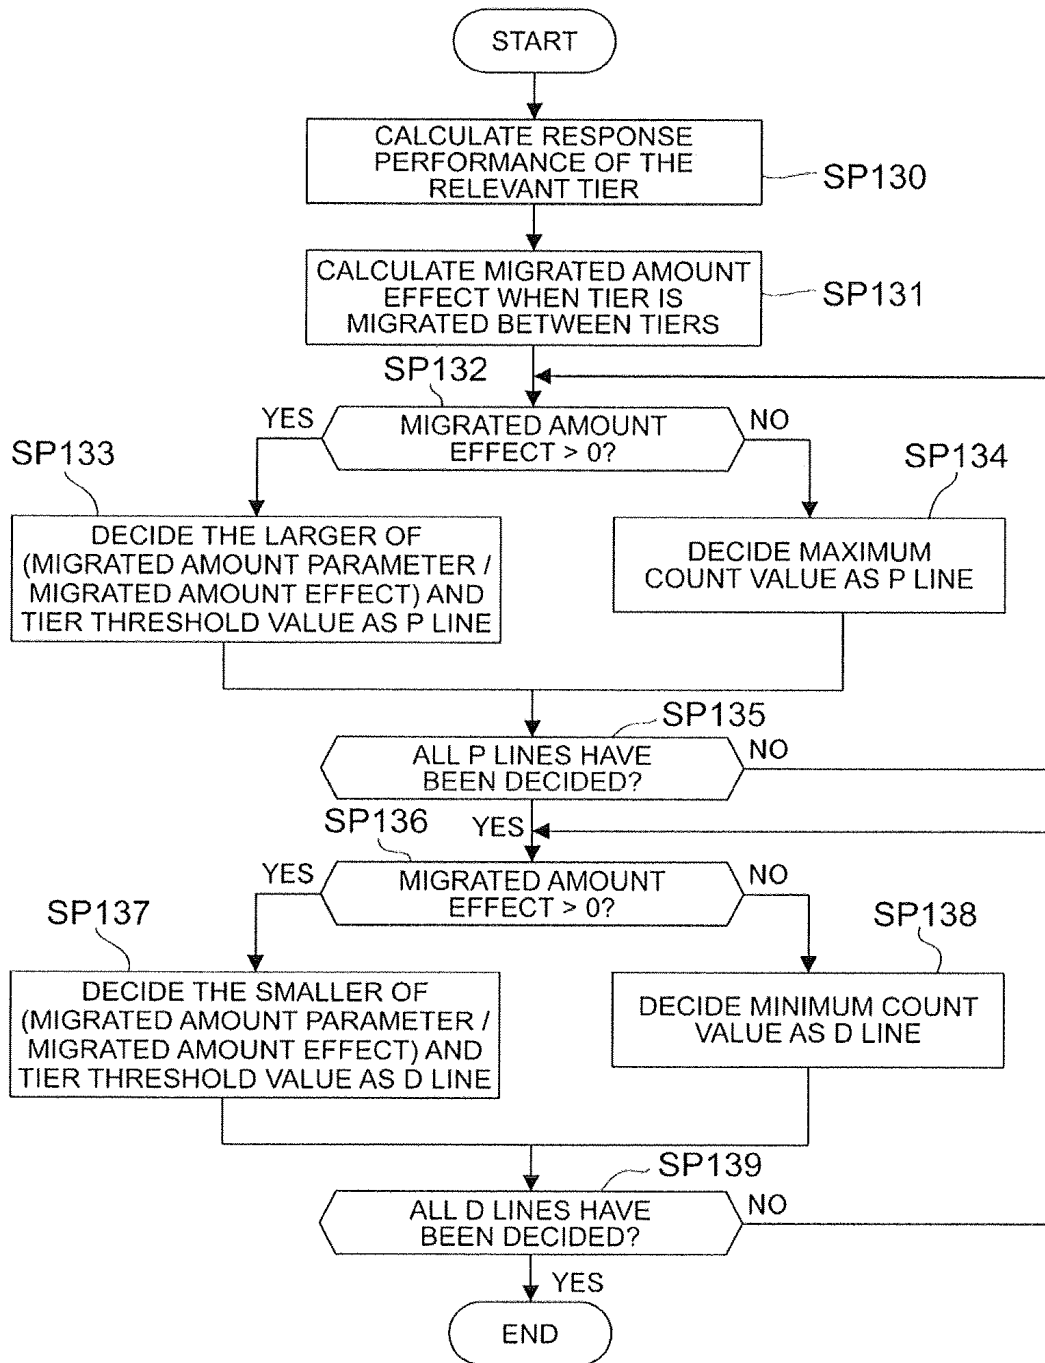 START
CALCULATE RESPONSE
PERFORMANCE OF THE
RELEVANT TIER
SP130
CALCULATE MIGRATED AMOUNT
EFFECT WHEN TIER IS
MIGRATED BETWEEN TIERS
SP131
SP132
YES
MIGRATED AMOUNT
EFFECT > 0?
NO
SP133
SP134
DECIDE THE LARGER OF
(MIGRATED AMOUNT PARAMETER /
MIGRATED AMOUNT EFFECT) AND
TIER THRESHOLD VALUE AS P LINE
DECIDE MAXIMUM
COUNT VALUE AS P LINE
SP135
ALL P LINES HAVE
BEEN DECIDED?
NO
YES
SP136
YES
MIGRATED AMOUNT
EFFECT > 0?
NO
SP137
SP138
DECIDE THE SMALLER OF
(MIGRATED AMOUNT PARAMETER /
MIGRATED AMOUNT EFFECT) AND
TIER THRESHOLD VALUE AS D LINE
DECIDE MINIMUM COUNT
VALUE AS D LINE
SP139
ALL D LINES HAVE
BEEN DECIDED?
NO
YES
END